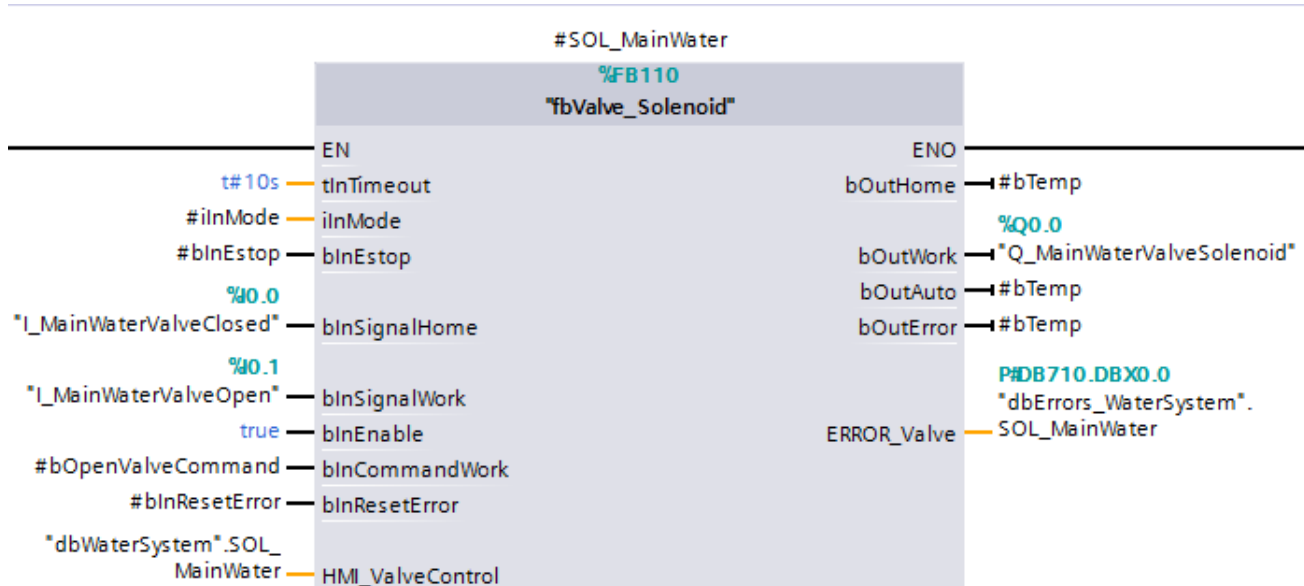 #SOL_MainWater
%FB110
"fbValve_Solenoid"
EN ENO
t#10s tInTimeout bOutHome #bTemp
#iInMode iInMode %Q0.0
#bInEstop bInEstop bOutWork "Q_MainWaterValveSolenoid"
%I0.0 bOutAuto #bTemp
"I_MainWaterValveClosed" bInSignalHome bOutError #bTemp
%I0.1 P#DB710.DBX0.0
"I_MainWaterValveOpen" bInSignalWork "dbErrors_WaterSystem".
true bInEnable ERROR_Valve SOL_MainWater
#bOpenValveCommand bInCommandWork
#bInResetError bInResetError
"dbWaterSystem".SOL_
MainWater HMI_ValveControl